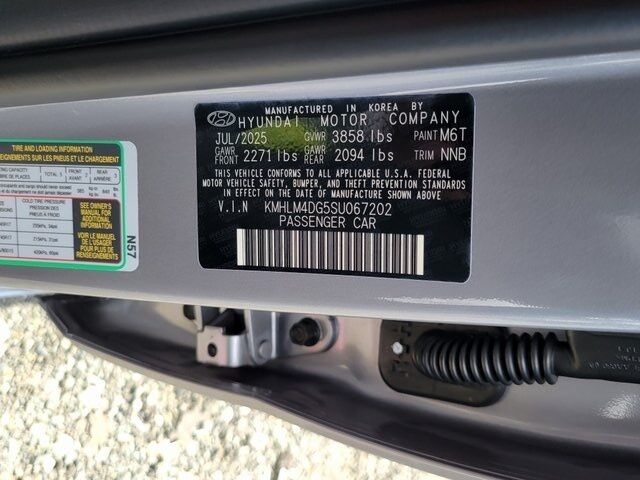 MANUFACTURED IN KOREA BY
HYUNDAI MOTOR COMPANY
JUL/2025 GVWR 3858 lbs PAINT M6T
GAWR FRONT 2271 lbs GAWR REAR 2094 lbs TRIM NNB
THIS VEHICLE CONFORMS TO ALL APPLICABLE U.S.A. FEDERAL
MOTOR VEHICLE SAFETY, BUMPER, AND THEFT PREVENTION
STANDARDS IN EFFECT ON THE DATE OF MANUFACTURE SHOWN ABOVE.
V.I.N KMHLM4DG5SU067202
PASSENGER CAR
TIRE AND LOADING INFORMATION
RENSEIGNEMENTS SUR LES PNEUS ET LE CHARGEMENT
TOTAL 5
COLD TIRE PRESSURE
SEE OWNER'S
MANUAL FOR
ADDITIONAL
INFORMATION
VOIR LE MANUEL
DE L'USAGER
POUR PLUS DE
RENSEIGNEMENTS
N57